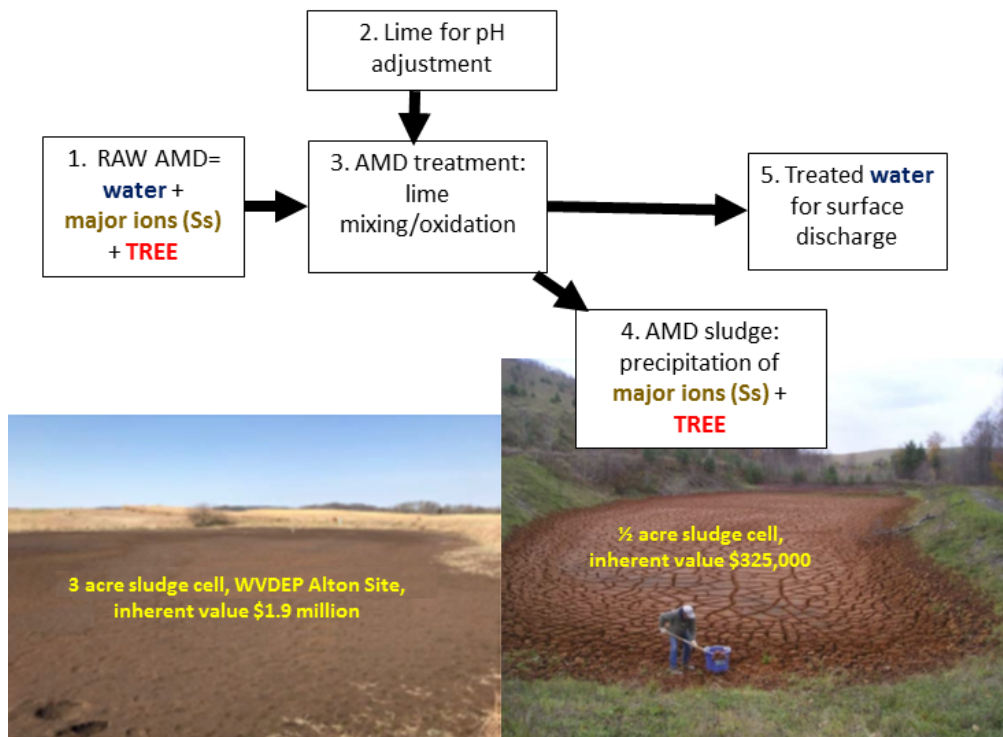 2. Lime for pH
adjustment
1. RAW AMD=
water +
major ions (Ss)
+ TREE
3. AMD treatment:
lime
mixing/oxidation
5. Treated water
for surface
discharge
4. AMD sludge:
precipitation of
major ions (Ss) +
TREE
3 acre sludge cell, WVDEP Alton Site,
inherent value $1.9 million
½ acre sludge cell,
inherent value $325,000